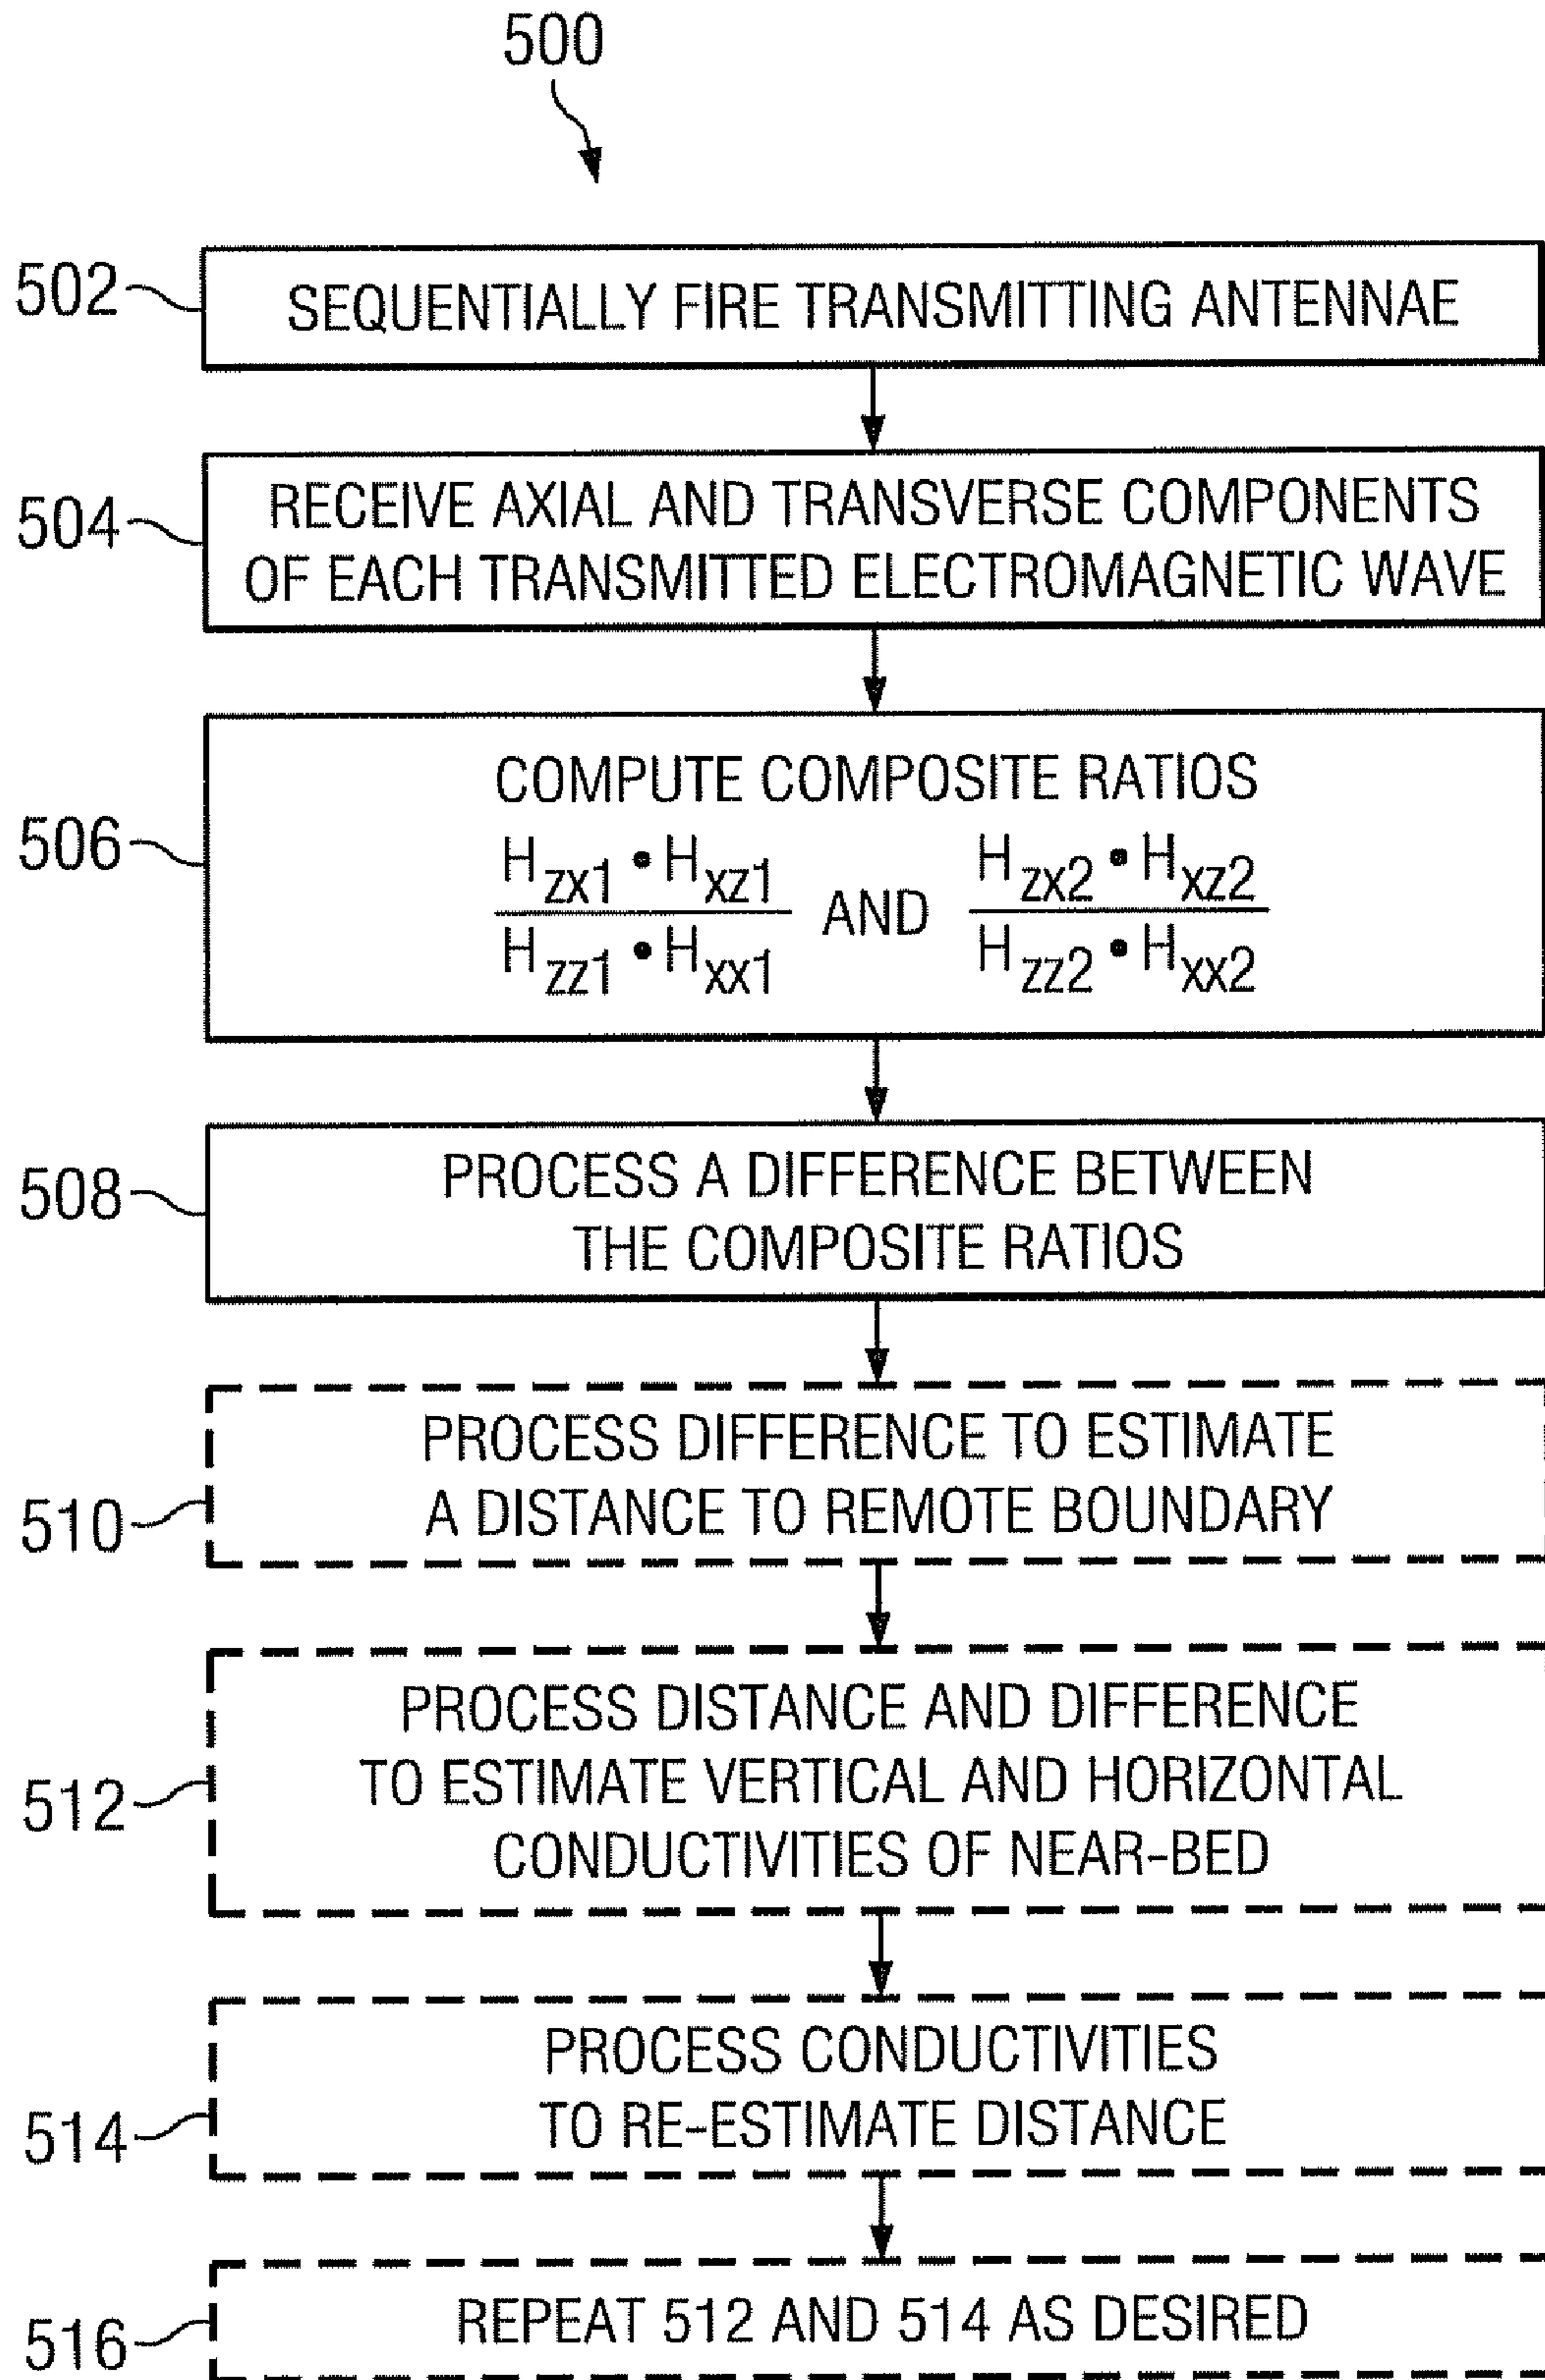 500
502
SEQUENTIALLY FIRE TRANSMITTING ANTENNAE
504
RECEIVE AXIAL AND TRANSVERSE COMPONENTS
OF EACH TRANSMITTED ELECTROMAGNETIC WAVE
506
COMPUTE COMPOSITE RATIOS
Hzx1 • Hxz1
Hzz1 • Hxx1
AND
Hzx2 • Hxz2
Hzz2 • Hxx2
508
PROCESS A DIFFERENCE BETWEEN
THE COMPOSITE RATIOS
510
PROCESS DIFFERENCE TO ESTIMATE
A DISTANCE TO REMOTE BOUNDARY
512
PROCESS DISTANCE AND DIFFERENCE
TO ESTIMATE VERTICAL AND HORIZONTAL
CONDUCTIVITIES OF NEAR-BED
514
PROCESS CONDUCTIVITIES
TO RE-ESTIMATE DISTANCE
516
REPEAT 512 AND 514 AS DESIRED